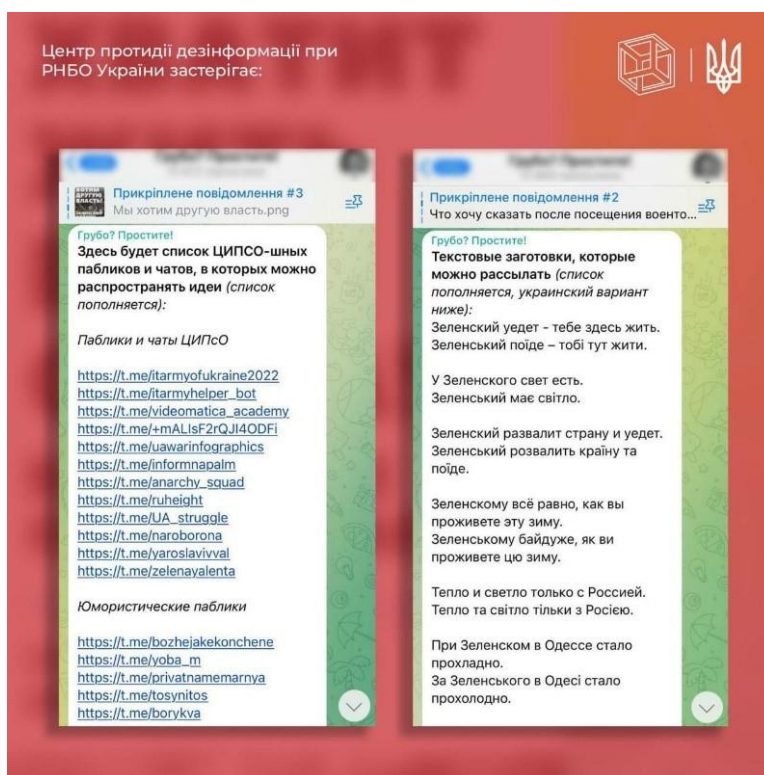 Центр протидії дезінформації при
РНБО України застерігає:
Прикріплене повідомлення #3
Мы хотим другую власть.png
Грубо? Простите!
Здесь будет список ЦИПСО-шных
пабликов и чатов, в которых можно
распространять идеи (список
пополняется):
Паблики и чаты ЦИПсО
https://t.me/itarmyofukraine2022
https://t.me/itarmyhelper_bot
https://t.me/videomatica_academy
https://t.me/+mALIsF2rQJI4ODFi
https://t.me/uawarinfographics
https://t.me/informnapalm
https://t.me/anarchy_squad
https://t.me/ruheight
https://t.me/UA_struggle
https://t.me/naroborona
https://t.me/yaroslavivval
https://t.me/zelenayalenta
Юмористические паблики
https://t.me/bozhejakekonchene
https://t.me/yoba_m
https://t.me/privatnamemarnya
https://t.me/tosynitos
https://t.me/borykva
Прикріплене повідомлення #2
Что хочу сказать после посещения военто...
Грубо? Простите!
Текстовые заготовки, которые
можно рассылать (список
пополняется, украинский вариант
ниже):
Зеленский уедет - тебе здесь жить.
Зеленський поїде – тобі тут жити.
У Зеленского свет есть.
Зеленський має світло.
Зеленский развалит страну и уедет.
Зеленський розвалить країну та
поїде.
Зеленскому всё равно, как вы
проживете эту зиму.
Зеленському байдуже, як ви
проживете цю зиму.
Тепло и светло только с Россией.
Тепло та світло тільки з Росією.
При Зеленском в Одессе стало
прохладно.
За Зеленського в Одесі стало
прохолодно.